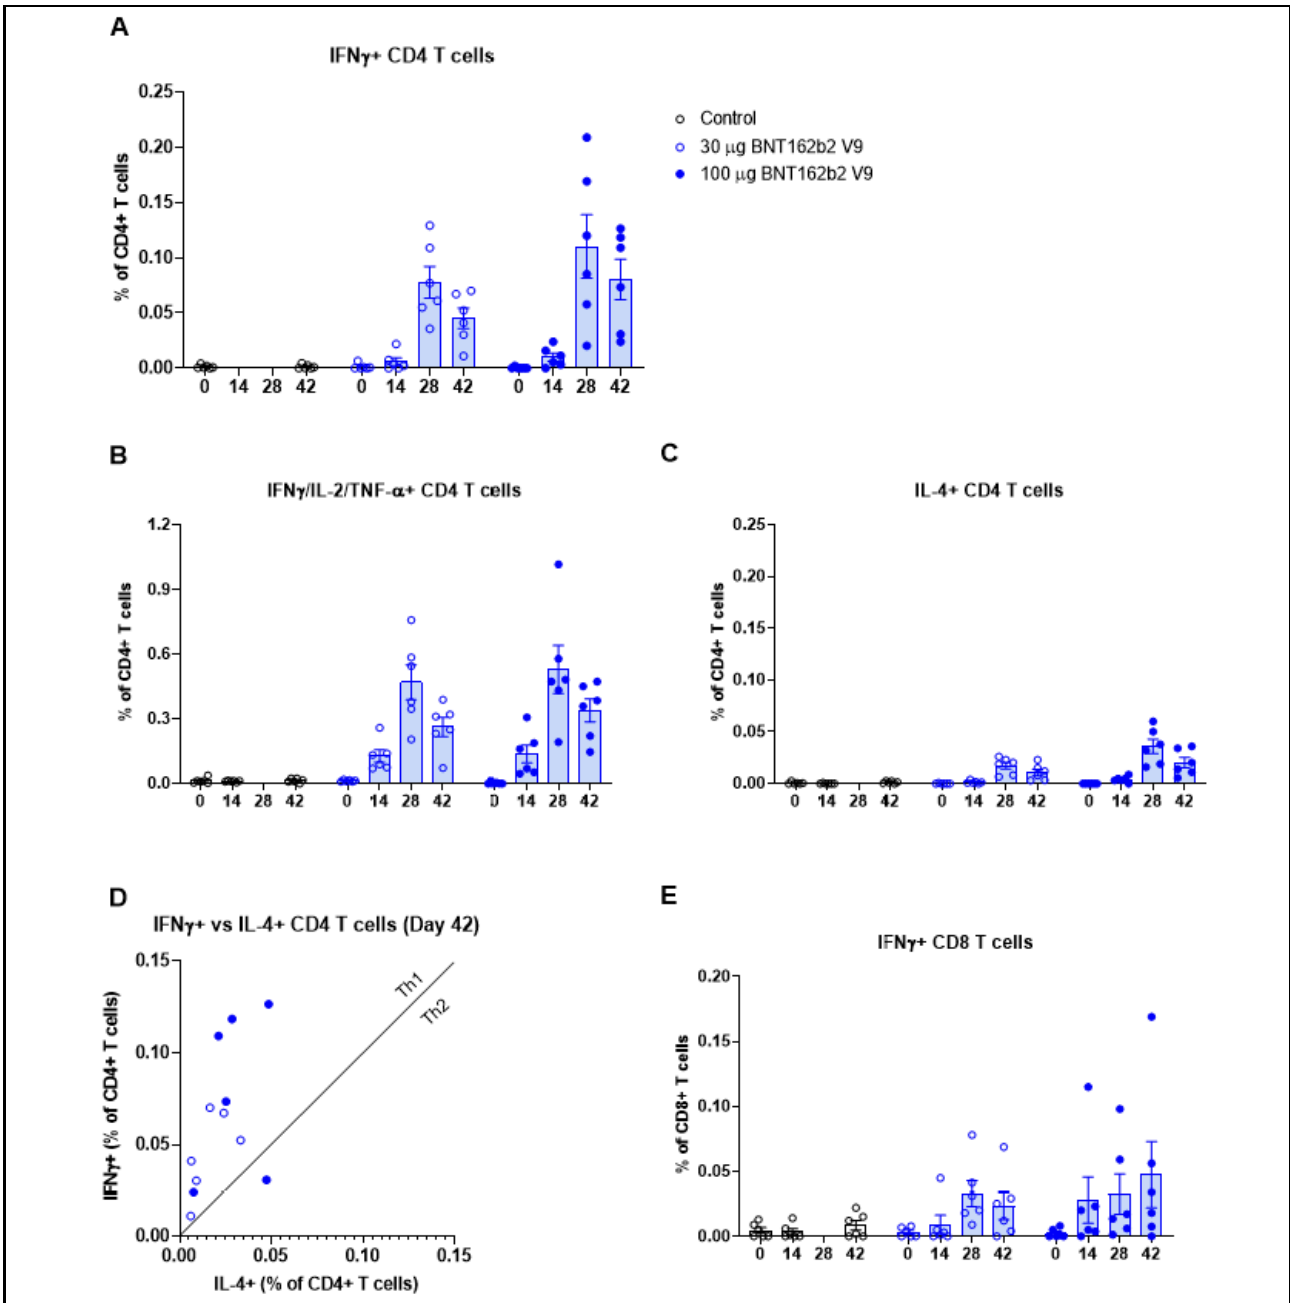 A
IFNγ+ CD4 T cells
0.25
0.20
0.15
0.10
0.05
0.00
% of CD4+ T cells
0 14 28 42 0 14 28 42 0 14 28 42
Control
30 μg BNT162b2 V9
100 μg BNT162b2 V9
B
IFNγ/IL-2/TNF-α+ CD4 T cells
1.2
0.9
0.6
0.3
0.0
% of CD4+ T cells
0 14 28 42 0 14 28 42 0 14 28 42
C
IL-4+ CD4 T cells
0.25
0.20
0.15
0.10
0.05
0.00
% of CD4+ T cells
0 14 28 42 0 14 28 42 0 14 28 42
D
IFNγ+ vs IL-4+ CD4 T cells (Day 42)
0.15
0.10
0.05
0.00
IFNγ+ (% of CD4+ T cells)
Th1
Th2
0.00 0.05 0.10 0.15
IL-4+ (% of CD4+ T cells)
E
IFNγ+ CD8 T cells
0.20
0.15
0.10
0.05
0.00
% of CD8+ T cells
0 14 28 42 0 14 28 42 0 14 28 42